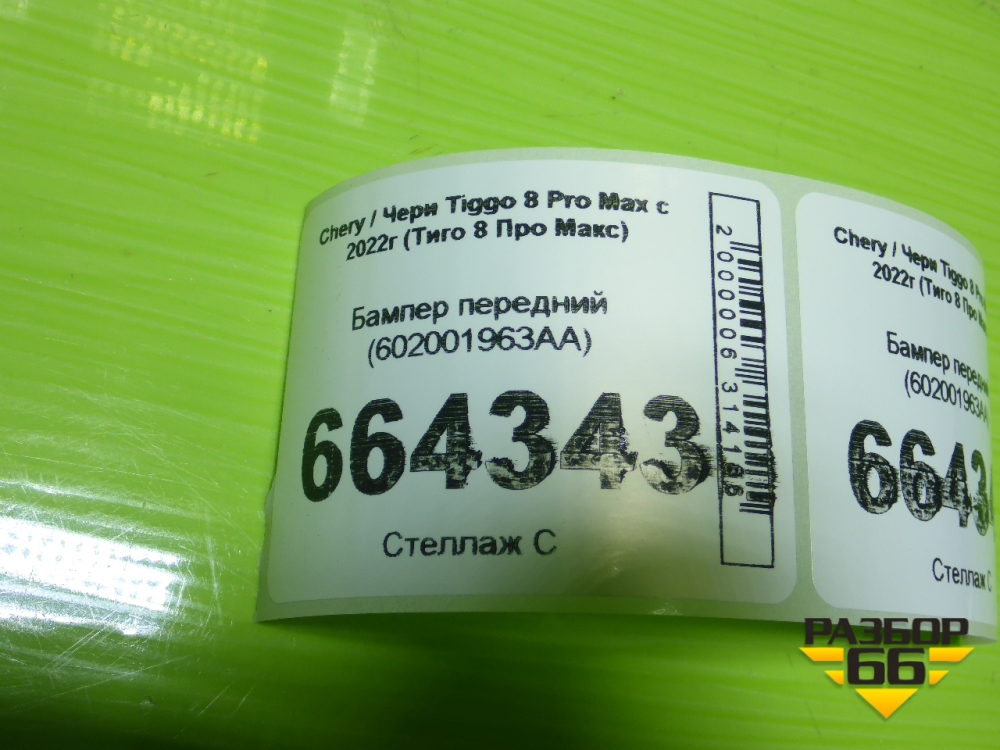 Chery / Чери Tiggo 8 Pro Max с
2022г (Тиго 8 Про Макс)
Бампер передний
(602001963AA)
664343
Стеллаж С
2000006314186
Chery / Чери Tiggo 8
2022г (Тиго 8 Про
Бампер
(602001963A
6643
Стеллаж С
РАЗБОР
66